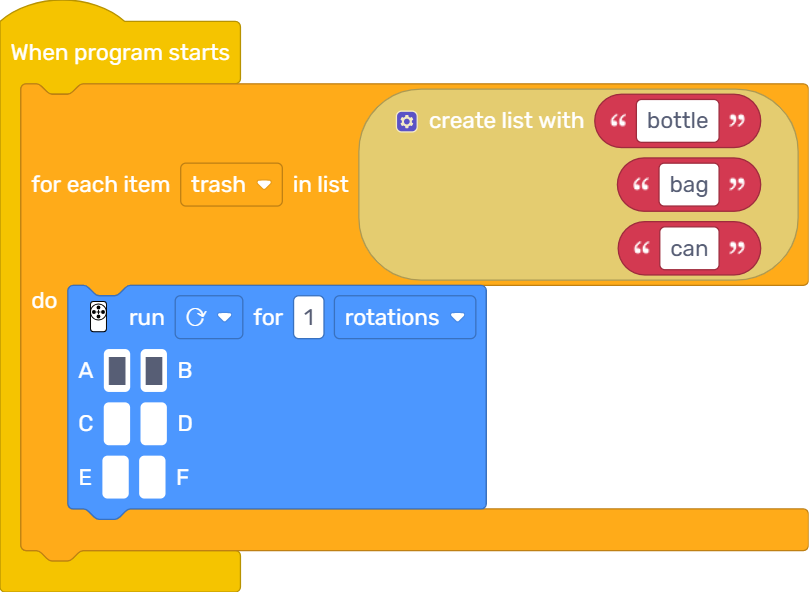 When program starts
create list with “ bottle ”
for each item trash in list “ bag ”
“ can ”
do
run for 1 rotations
A B
C D
E F